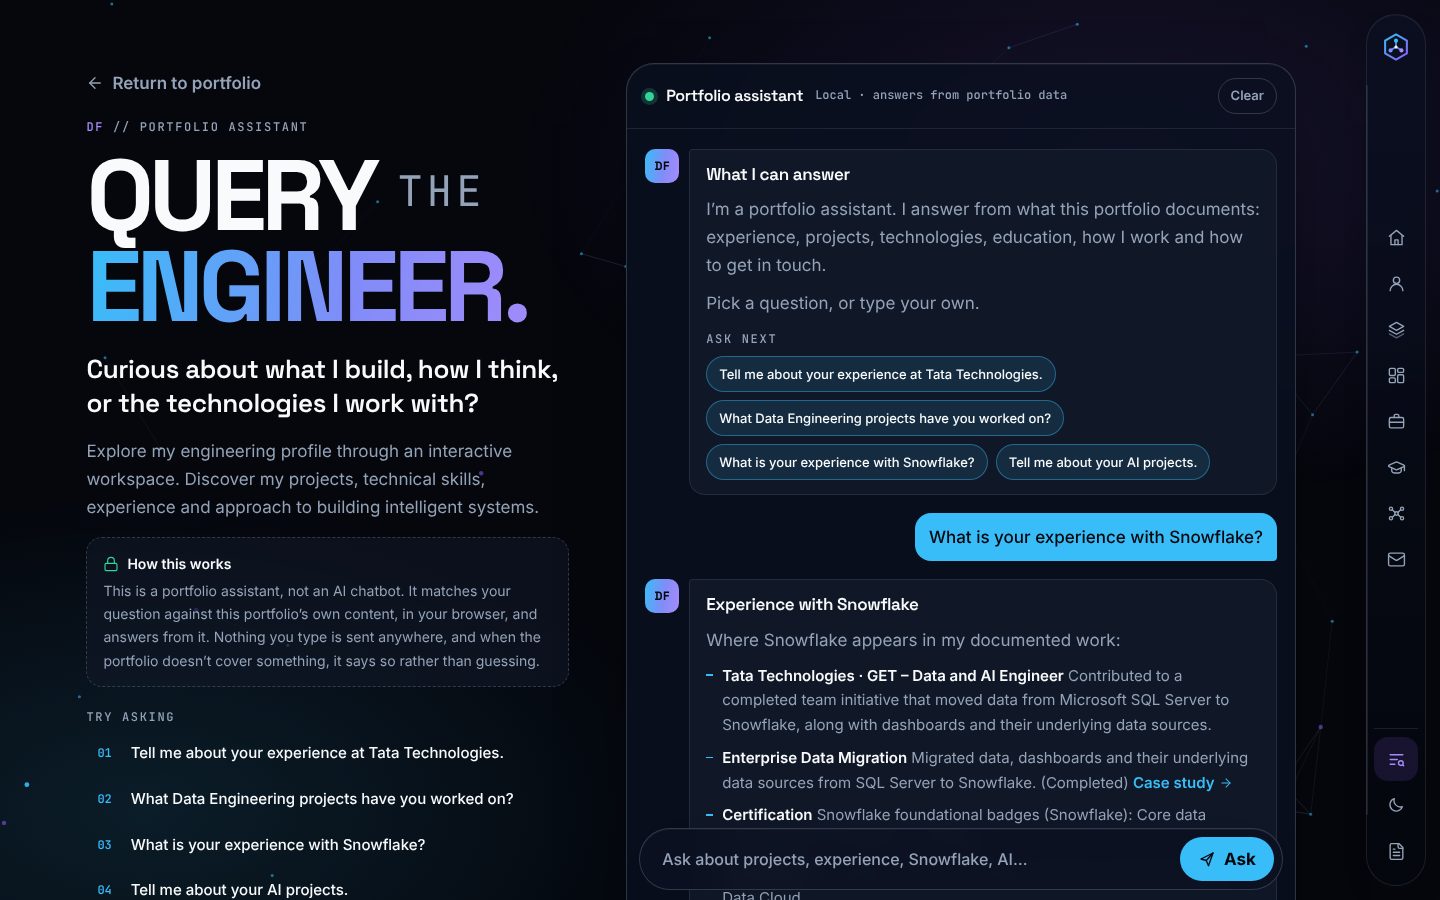 Return to portfolio
DF // PORTFOLIO ASSISTANT
QUERY THE
ENGINEER.
Curious about what I build, how I think,
or the technologies I work with?
Explore my engineering profile through an interactive
workspace. Discover my projects, technical skills,
experience and approach to building intelligent systems.
How this works
This is a portfolio assistant, not an AI chatbot. It matches your
question against this portfolio's own content, in your browser, and
answers from it. Nothing you type is sent anywhere, and when the
portfolio doesn't cover something, it says so rather than guessing.
TRY ASKING
01 Tell me about your experience at Tata Technologies.
02 What Data Engineering projects have you worked on?
03 What is your experience with Snowflake?
04 Tell me about your AI projects.
Portfolio assistant Local · answers from portfolio data
Clear
DF
What I can answer
I'm a portfolio assistant. I answer from what this portfolio documents:
experience, projects, technologies, education, how I work and how
to get in touch.
Pick a question, or type your own.
ASK NEXT
Tell me about your experience at Tata Technologies.
What Data Engineering projects have you worked on?
What is your experience with Snowflake? Tell me about your AI projects.
What is your experience with Snowflake?
DF
Experience with Snowflake
Where Snowflake appears in my documented work:
Tata Technologies · GET – Data and AI Engineer Contributed to a
completed team initiative that moved data from Microsoft SQL Server to
Snowflake, along with dashboards and their underlying data sources.
Enterprise Data Migration Migrated data, dashboards and their underlying
data sources from SQL Server to Snowflake. (Completed) Case study →
Certification Snowflake foundational badges (Snowflake): Core data
Ask about projects, experience, Snowflake, AI...
Ask
Data Cloud